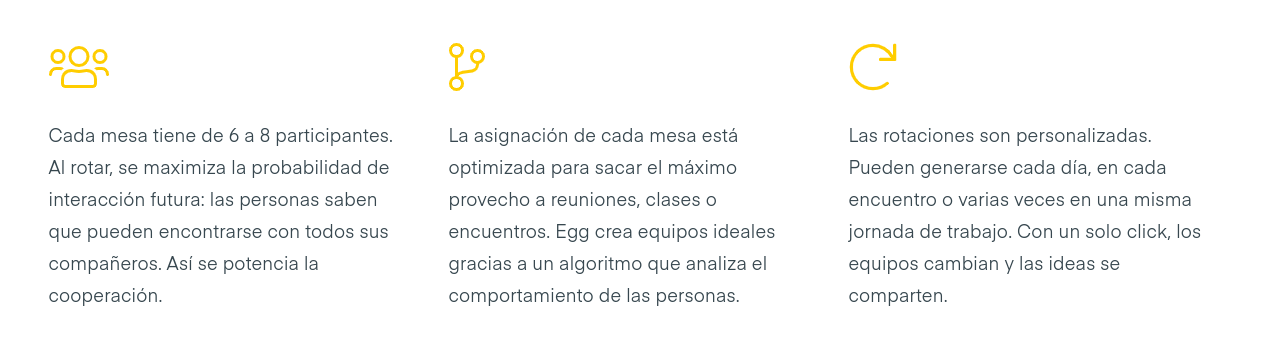 Cada mesa tiene de 6 a 8 participantes.
Al rotar, se maximiza la probabilidad de
interacción futura: las personas saben
que pueden encontrarse con todos sus
compañeros. Así se potencia la
cooperación.
La asignación de cada mesa está
optimizada para sacar el máximo
provecho a reuniones, clases o
encuentros. Egg crea equipos ideales
gracias a un algoritmo que analiza el
comportamiento de las personas.
Las rotaciones son personalizadas.
Pueden generarse cada día, en cada
encuentro o varias veces en una misma
jornada de trabajo. Con un solo click, los
equipos cambian y las ideas se
comparten.